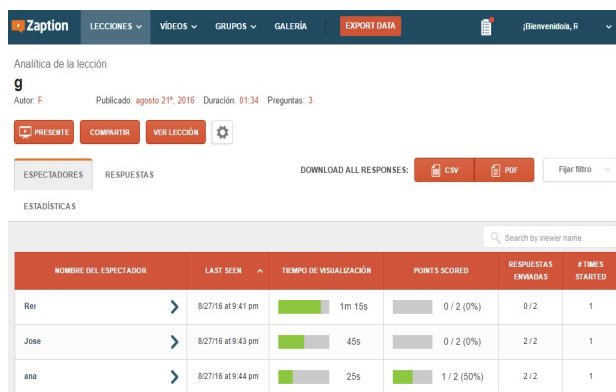 Zaption LECCIONES VÍDEOS GRUPOS GALERÍA EXPORT DATA ¡Bienvenido/a, R
Analítica de la lección
g
Autor: F Publicado: agosto 21º, 2016 Duración: 01:34 Preguntas: 3
PRESENTE COMPARTIR VER LECCIÓN
ESPECTADORES RESPUESTAS DOWNLOAD ALL RESPONSES: CSV PDF Fijar filtro
ESTADÍSTICAS
Search by viewer name
NOMBRE DEL ESPECTADOR LAST SEEN TIEMPO DE VISUALIZACIÓN POINTS SCORED RESPUESTAS ENVIADAS # TIMES STARTED
Rer 8/27/16 at 9:41 pm 1m 15s 0 / 2 (0%) 0 / 2 1
Jose 8/27/16 at 9:43 pm 45s 0 / 2 (0%) 2 / 2 1
ana 8/27/16 at 9:44 pm 25s 1 / 2 (50%) 2 / 2 1